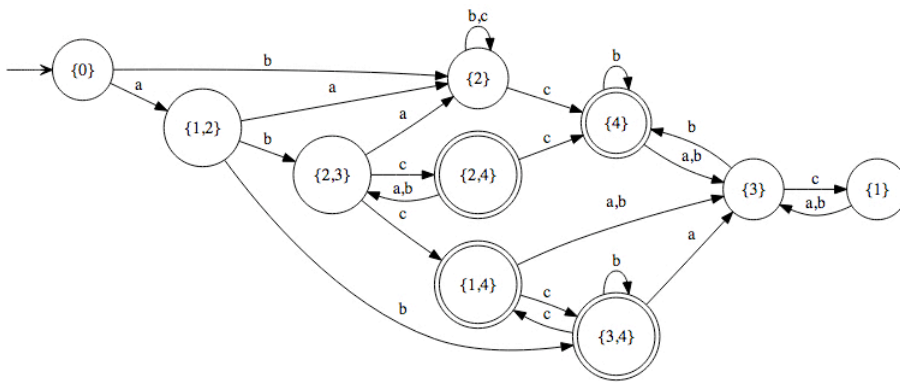 b,c
b
{0}
b
{2}
a
a
c
{4}
{1,2}
b
a
c
b
{2,3}
c
{2,4}
a,b
a,b
{3}
c
{1}
a,b
c
a,b
a
{1,4}
b
c
c
b
{3,4}